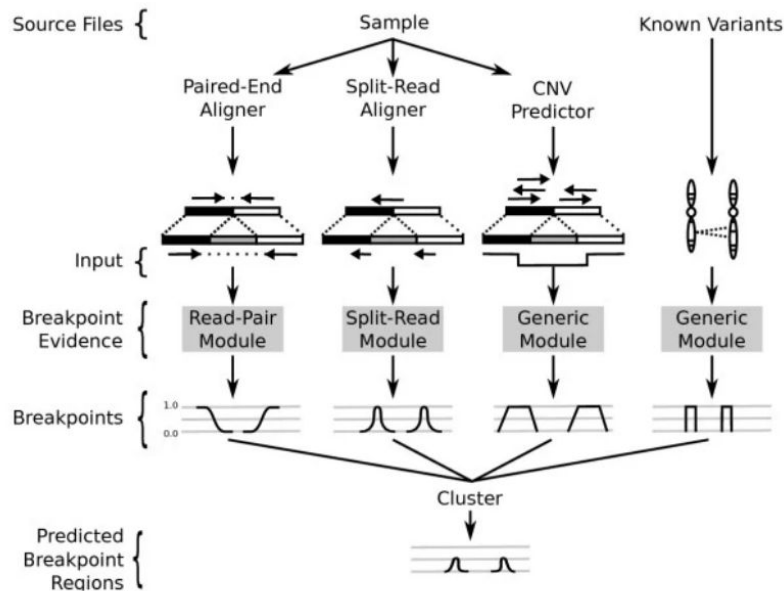 Source Files
Sample
Known Variants
Paired-End
Aligner
Split-Read
Aligner
CNV
Predictor
Input
Breakpoint
Evidence
Read-Pair
Module
Split-Read
Module
Generic
Module
Generic
Module
Breakpoints
1.0
0.0
Cluster
Predicted
Breakpoint
Regions